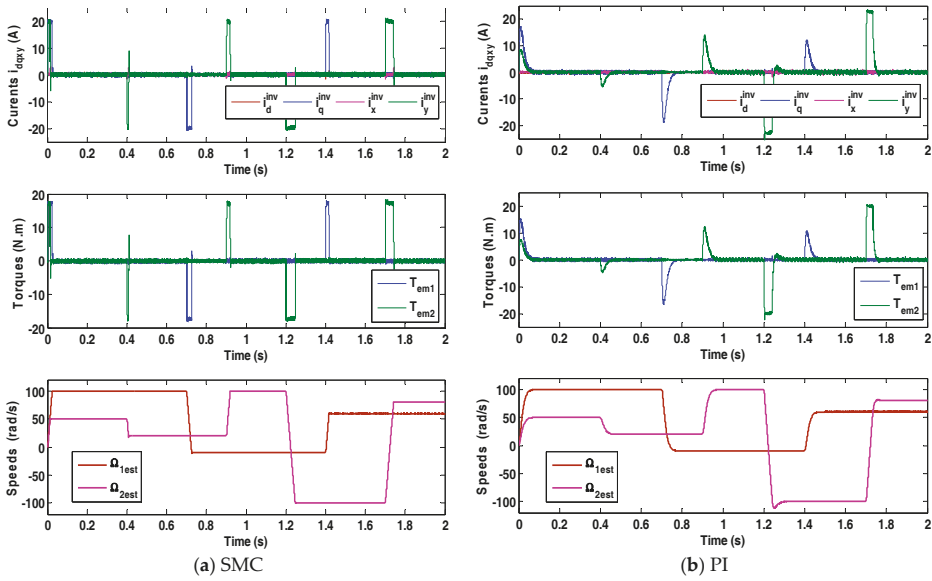 Curents i_dqxy (A)
20
10
0
-10
-20
i_d^inv i_q^inv i_x^inv i_y^inv
0 0.2 0.4 0.6 0.8 1 1.2 1.4 1.6 1.8 2
Time (s)
Torques (N.m)
20
10
0
-10
-20
T_em1
T_em2
0 0.2 0.4 0.6 0.8 1 1.2 1.4 1.6 1.8 2
Time (s)
Speeds (rad/s)
100
50
0
-50
-100
Ω_1est
Ω_2est
0 0.2 0.4 0.6 0.8 1 1.2 1.4 1.6 1.8 2
Time (s)
(a) SMC
Curents i_dqxy (A)
20
10
0
-10
-20
i_d^inv i_q^inv i_x^inv i_y^inv
0 0.2 0.4 0.6 0.8 1 1.2 1.4 1.6 1.8 2
Time (s)
Torques (N.m)
20
10
0
-10
-20
T_em1
T_em2
0 0.2 0.4 0.6 0.8 1 1.2 1.4 1.6 1.8 2
Time (s)
Speeds (rad/s)
100
50
0
-50
-100
Ω_1est
Ω_2est
0 0.2 0.4 0.6 0.8 1 1.2 1.4 1.6 1.8 2
Time (s)
(b) PI